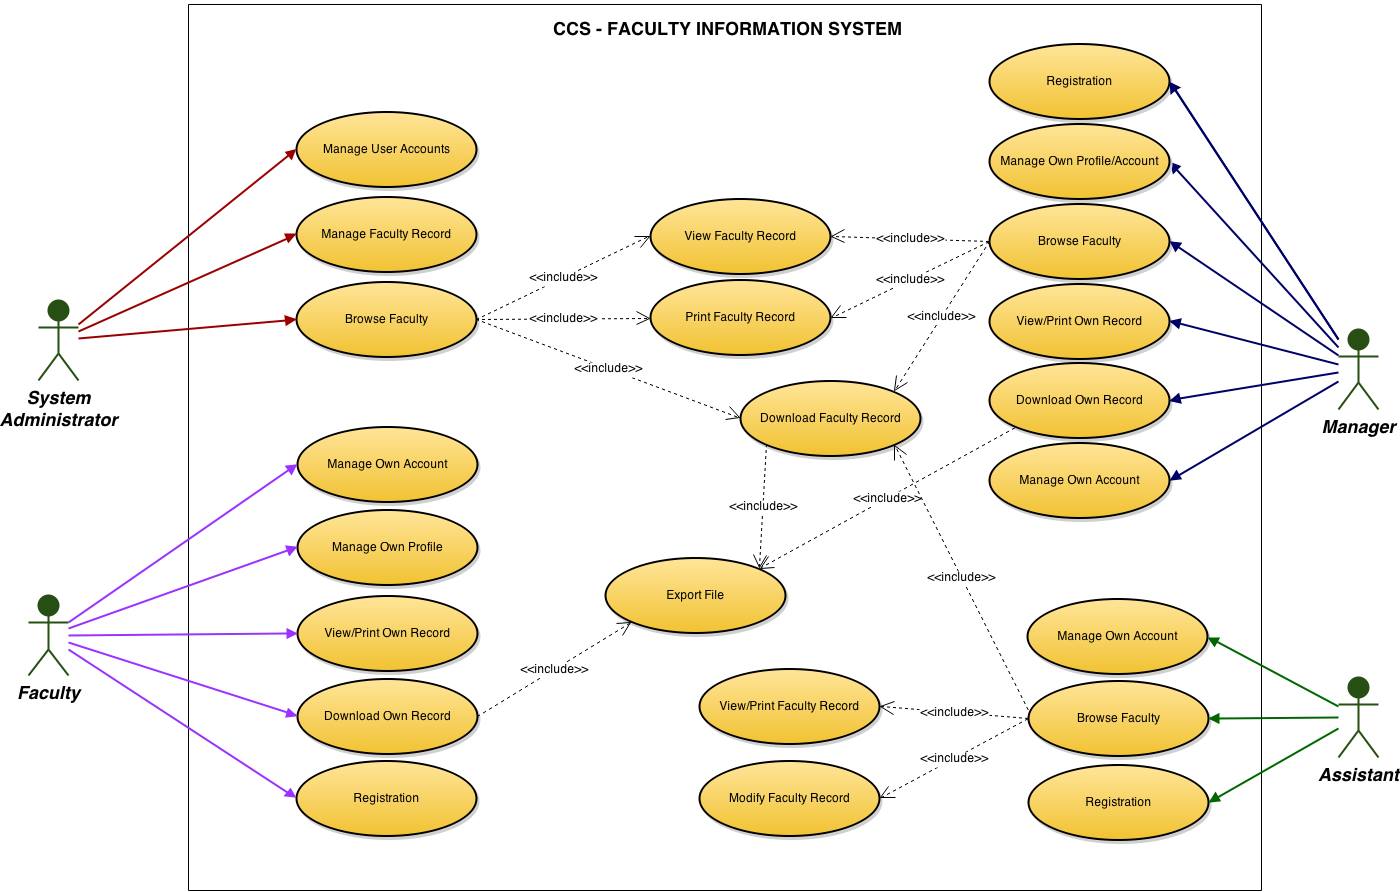 CCS - FACULTY INFORMATION SYSTEM
Registration
Manage User Accounts
Manage Own Profile/Account
Manage Faculty Record
View Faculty Record
<<include>>
Browse Faculty
<<include>>
<<include>>
Browse Faculty
<<include>>
Print Faculty Record
<<include>>
View/Print Own Record
<<include>>
System
Administrator
Download Faculty Record
Download Own Record
Manager
Manage Own Account
Manage Own Account
<<include>>
<<include>>
Manage Own Profile
<<include>>
Export File
View/Print Own Record
Manage Own Account
Faculty
<<include>>
Download Own Record
View/Print Faculty Record
<<include>>
Browse Faculty
<<include>>
Assistant
Registration
Modify Faculty Record
Registration